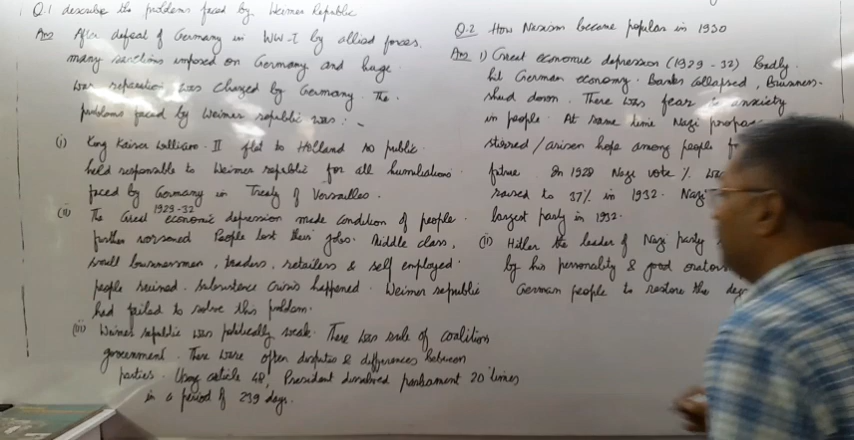 Q.1 describe the problems faced by Weimer Republic
Ans After defeat of Germany in WW-I by allied forces.
many sanctions imposed on Germany and huge
war reparation was charged by Germany. The
problems faced by Weimer republic was:-
(i) King Kaiser William-II flet to Holland so public
held responsible to Weimer republic for all humiliations
faced by Germany in Treaty of Versailles.
1929-32
(ii) The Great economic depression made condition of people
further worsened People lost their jobs. Middle class,
small businessmen, traders, retailers & self employed
people ruined. Subsistence crisis happened. Weimer republic
had failed to solve this problem.
(iii) Weimer republic was politically weak. There was rule of coalition
government. There were often disputes & differences between
parties. Using article 48, President dissolved parliament 20 times
in a period of 239 days.
Q.2 How Nazism became popular in 1930
Ans i) Great economic depression (1929-32) badly
hit German economy. Banks collapsed, Business
shud down. There was fear & anxiety
in people. At same time Nazi propa
stirred/arisen hope among people f
future In 1928 Nazi vote %
raised to 37% in 1932. Nazi
largest party in 1932.
(ii) Hitler the leader of Nazi party
by his personality & good orator
German people to restore the